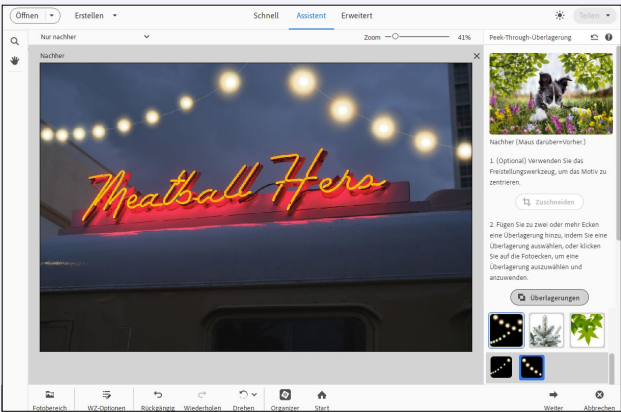 Öffnen
Erstellen
Schnell Assistent Erweitert
Teilen
Nur nachher
Zoom
41%
Peek-Through-Überlagerung
Nachher
Meatball Hero
Nachher (Maus darüber=Vorher.)
1. (Optional) Verwenden Sie das
Freistellungswerkzeug, um das Motiv zu
zentrieren.
Zuschneiden
2. Fügen Sie zu zwei oder mehr Ecken
eine Überlagerung hinzu, indem Sie eine
Überlagerung auswählen, oder klicken
Sie auf die Fotoecken, um eine
Überlagerung auszuwählen und
anzuwenden.
Überlagerungen
Fotobereich WZ-Optionen Rückgängig Wiederholen Drehen Organizer Start Weiter Abbrechen